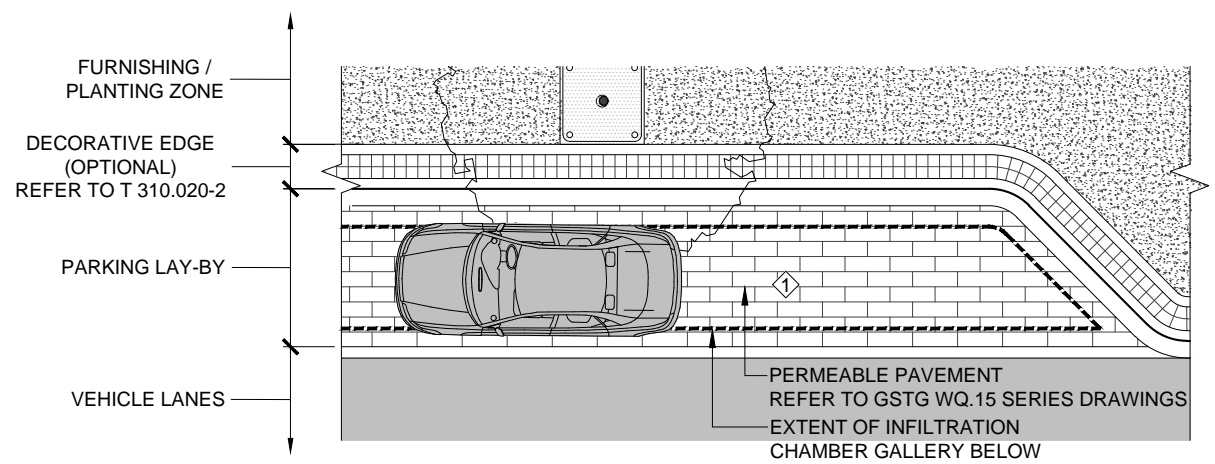 FURNISHING /
PLANTING ZONE
DECORATIVE EDGE
(OPTIONAL)
REFER TO T 310.020-2
PARKING LAY-BY
VEHICLE LANES
1
PERMEABLE PAVEMENT
REFER TO GSTG WQ.15 SERIES DRAWINGS
EXTENT OF INFILTRATION
CHAMBER GALLERY BELOW